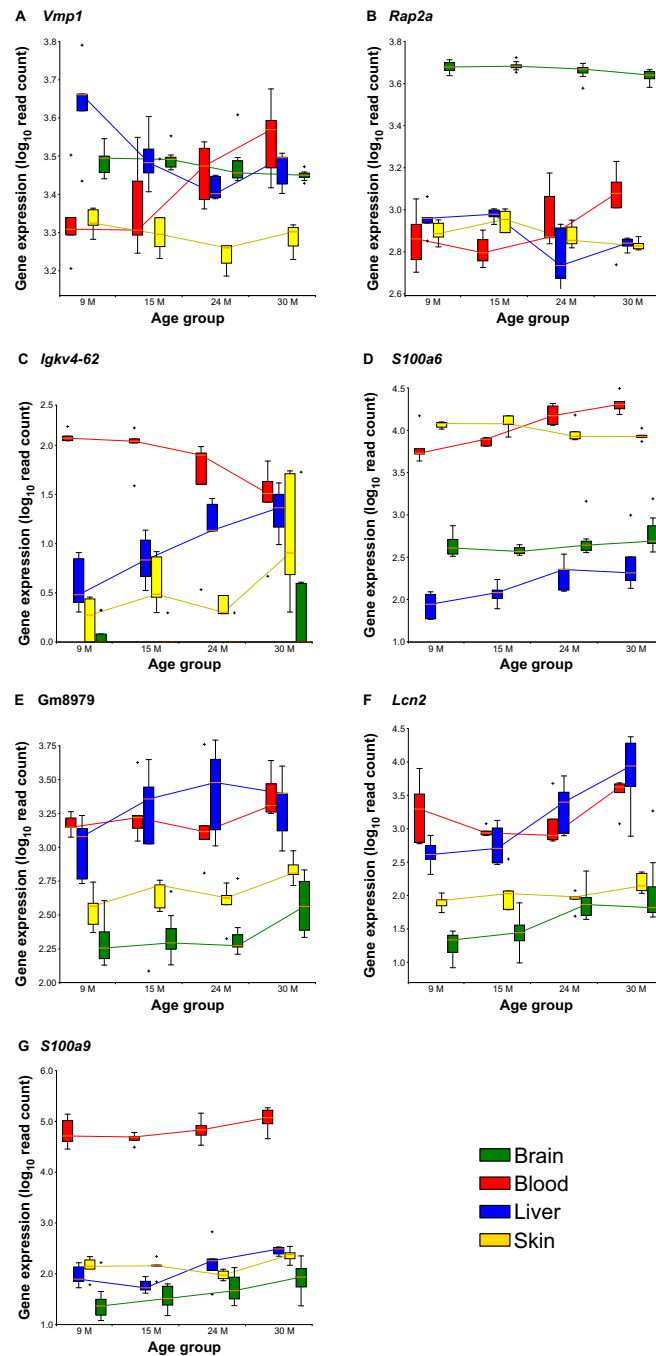 A Vmp1
Gene expression (log10 read count)
3.8
3.7
3.6
3.5
3.4
3.3
3.2
9 M 15 M 24 M 30 M
Age group
B Rap2a
Gene expression (log10 read count)
3.8
3.6
3.2
3.0
2.8
2.6
9 M 15 M 24 M 30 M
Age group
C Igkv4-62
Gene expression (log10 read count)
2.5
2.0
1.5
1.0
0.5
0.0
9 M 15 M 24 M 30 M
Age group
D S100a6
Gene expression (log10 read count)
4.5
4.0
3.5
3.0
2.5
2.0
1.0
9 M 15 M 24 M 30 M
Age group
E Gm8979
Gene expression (log10 read count)
3.75
3.50
3.25
3.00
2.75
2.50
2.25
2.00
9 M 15 M 24 M 30 M
Age group
F Lcn2
Gene expression (log10 read count)
4.5
4.0
3.5
3.0
2.5
2.0
1.5
1.0
9 M 15 M 24 M 30 M
Age group
G S100a9
Gene expression (log10 read count)
6.0
5.0
2.0
1.0
9 M 15 M 24 M 30 M
Age group
Brain
Blood
Liver
Skin